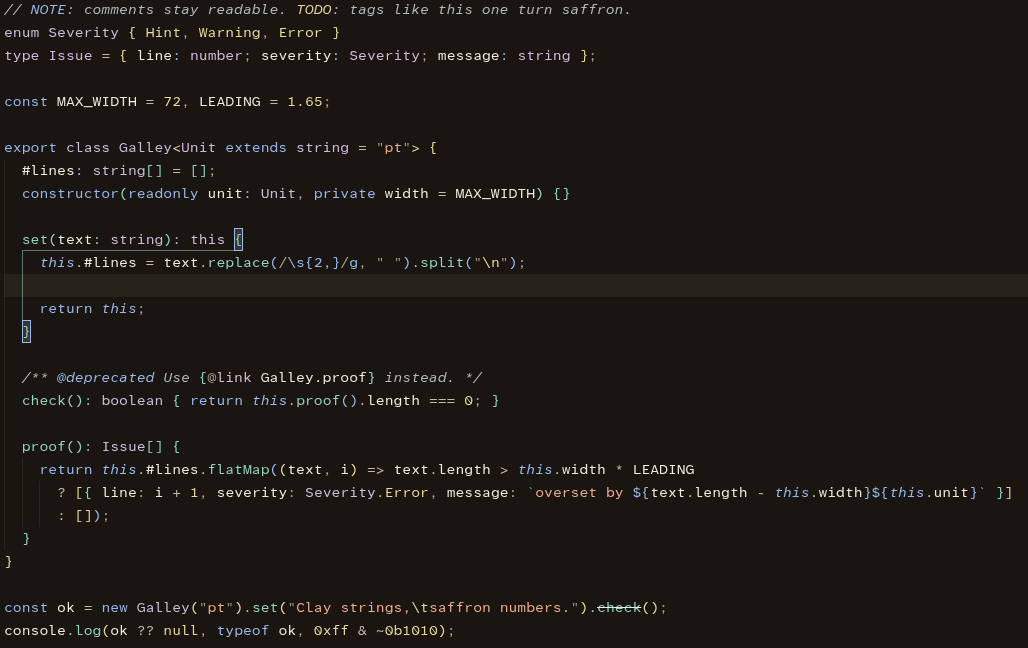 // NOTE: comments stay readable. TODO: tags like this one turn saffron.
enum Severity { Hint, Warning, Error }
type Issue = { line: number; severity: Severity; message: string };

const MAX_WIDTH = 72, LEADING = 1.65;

export class Galley<Unit extends string = "pt"> {
  #lines: string[] = [];
  constructor(readonly unit: Unit, private width = MAX_WIDTH) {}

  set(text: string): this {
    this.#lines = text.replace(/\s{2,}/g, " ").split("\n");

    return this;
  }

  /** @deprecated Use {@link Galley.proof} instead. */
  check(): boolean { return this.proof().length === 0; }

  proof(): Issue[] {
    return this.#lines.flatMap((text, i) => text.length > this.width * LEADING
      ? [{ line: i + 1, severity: Severity.Error, message: `overset by ${text.length - this.width}${this.unit}` }]
      : []);
  }
}

const ok = new Galley("pt").set("Clay strings,\tsaffron numbers.").check();
console.log(ok ?? null, typeof ok, 0xff & ~0b1010);